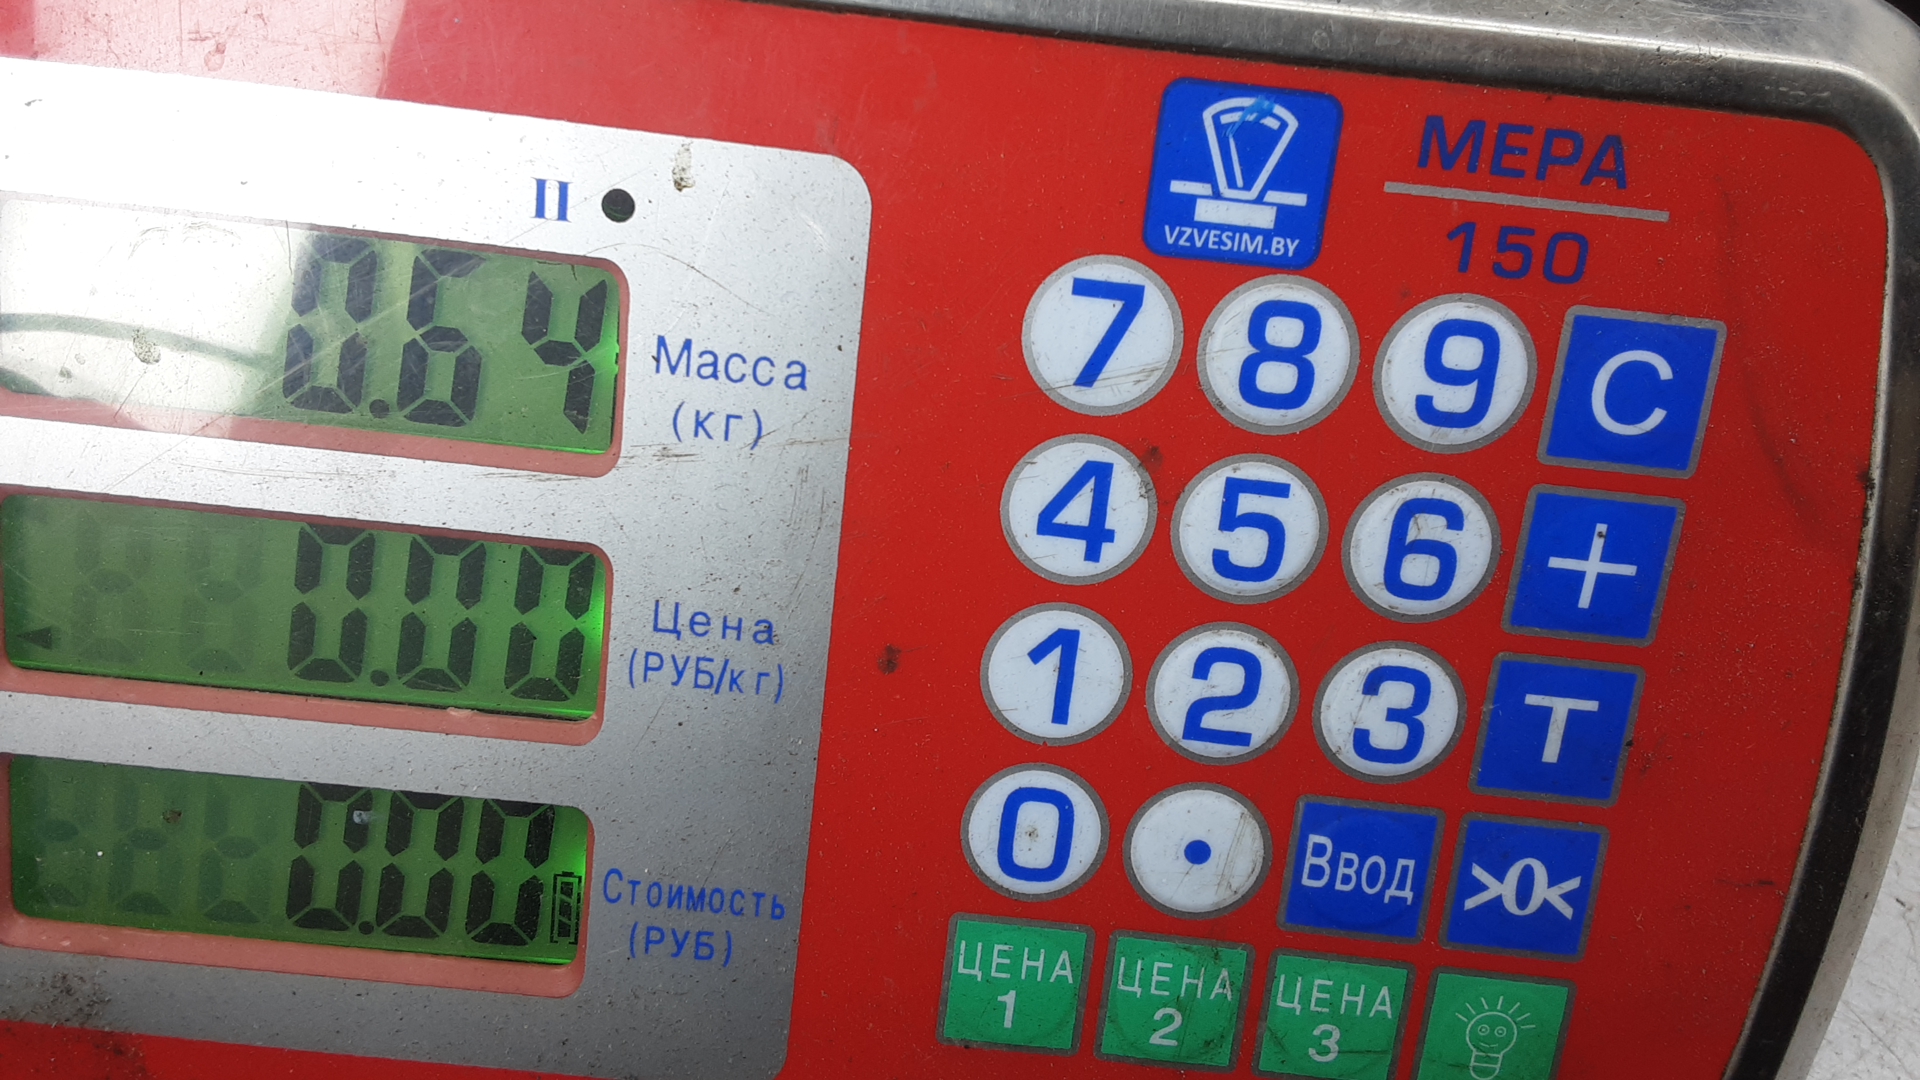 II
0.64
Масса
(кг)
0.00
Цена
(РУБ/кг)
0.00
Стоимость
(РУБ)
VZVESIM.BY
МЕРА
150
7 8 9 C
4 5 6 +
1 2 3 T
0 . Ввод >0<
ЦЕНА 1
ЦЕНА 2
ЦЕНА 3